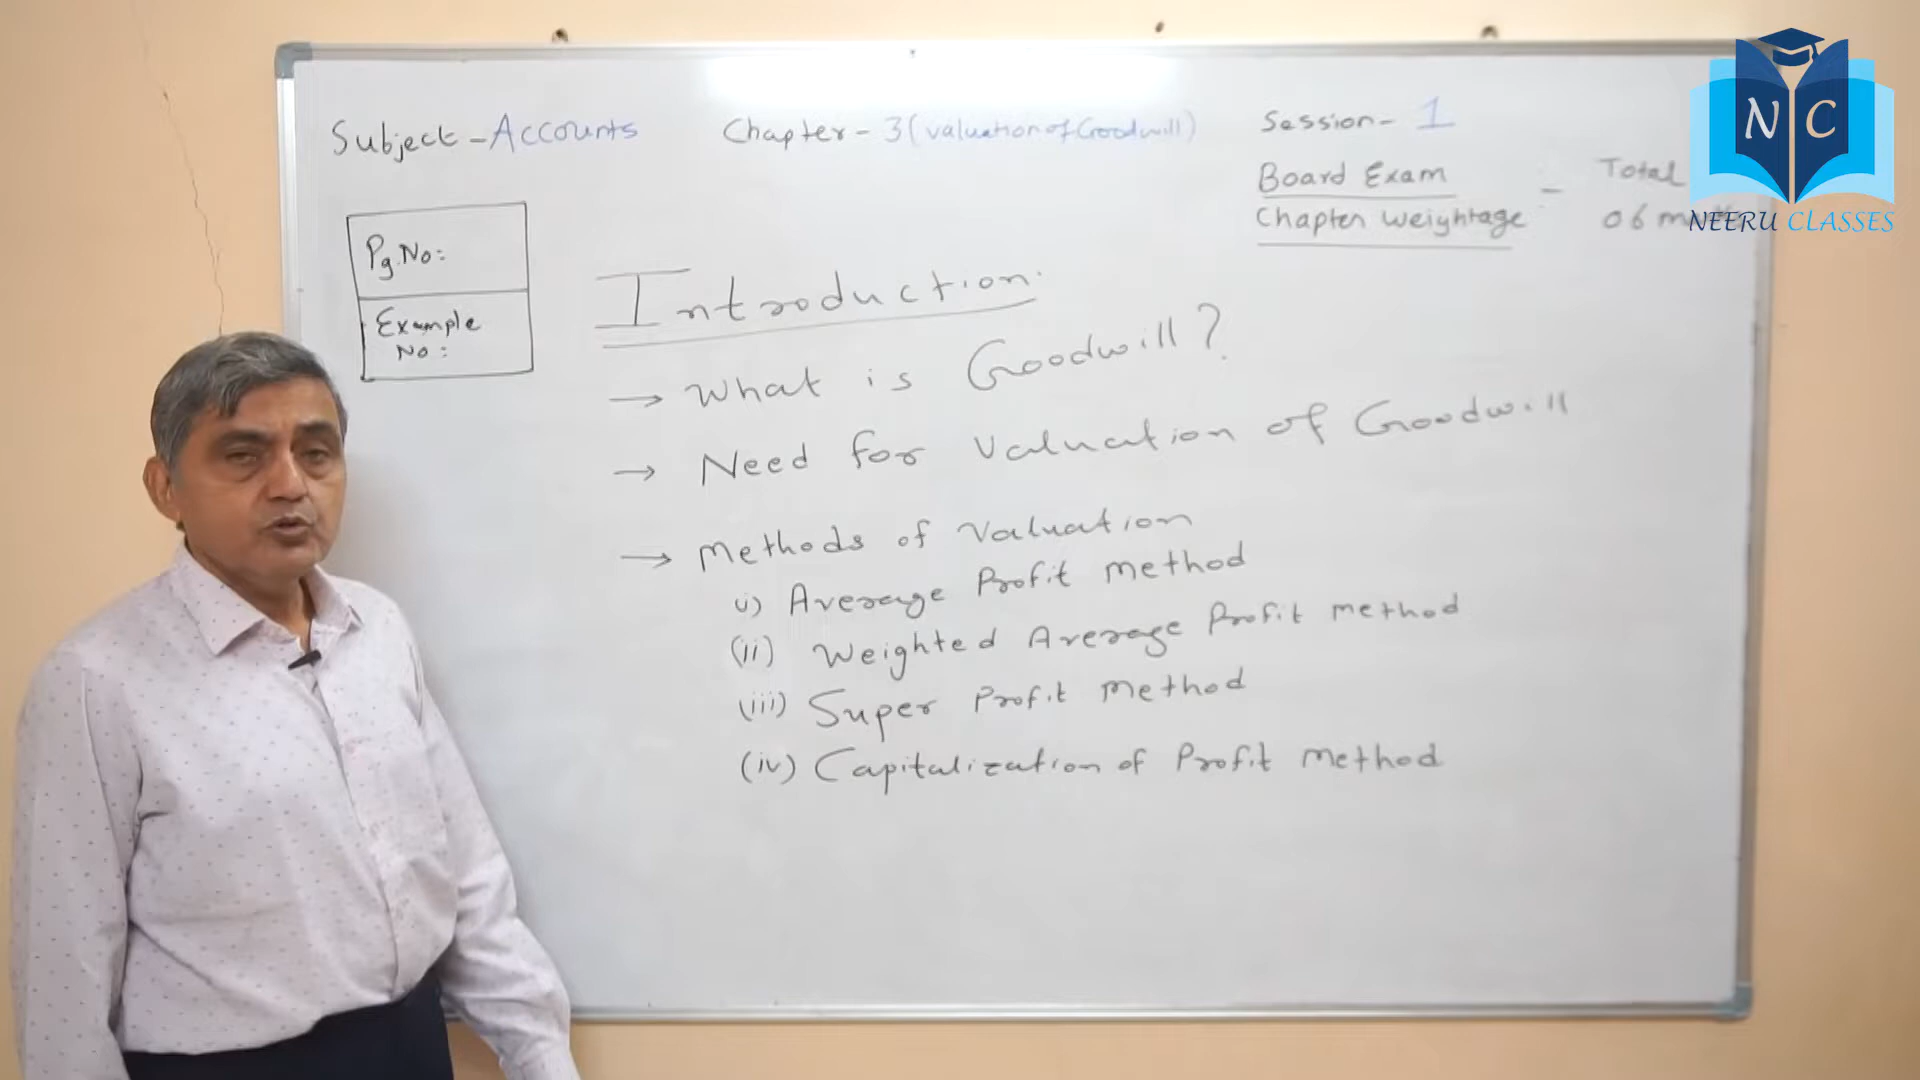 Subject - Accounts
Chapter - 3 (valuation of Goodwill)
Session - 1
Board Exam
Chapter Weightage - Total 06
N C
NEERU CLASSES
Pg. No:
Example
No:
Introduction
→ What is Goodwill?
→ Need for Valuation of Goodwill
→ Methods of Valuation
(i) Average Profit Method
(ii) Weighted Average Profit Method
(iii) Super Profit Method
(iv) Capitalization of Profit Method